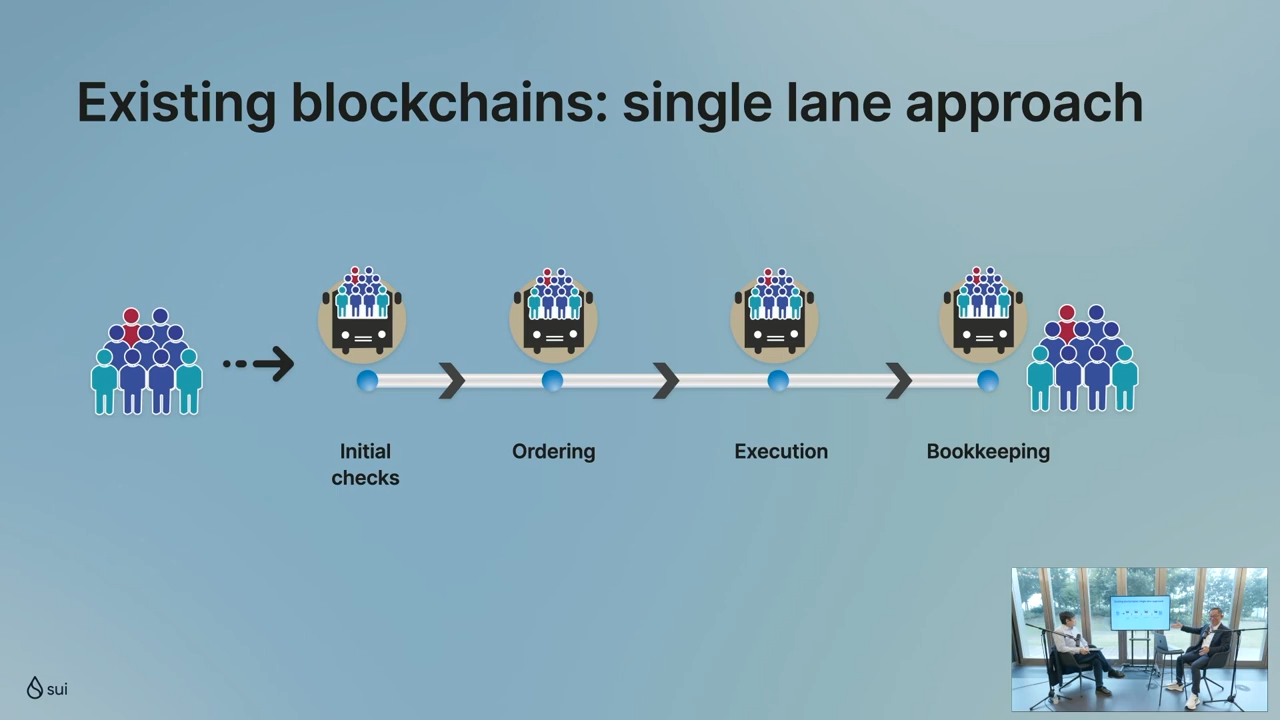 Existing blockchains: single lane approach
Initial
checks
Ordering
Execution
Bookkeeping
sui